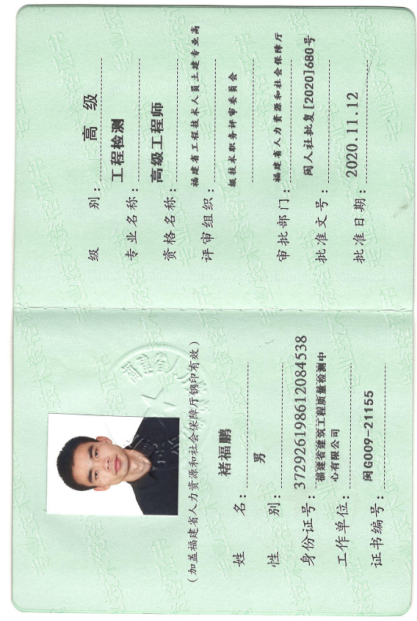 (加盖福建省人力资源和社会保障厅钢印有效)
姓 名: 褚福鹏
性 别: 男
身份证号: 372926198612084538
工作单位: 福建省建筑工程质量检测中
心有限公司
证书编号: 闽G009-21155
级 别: 高 级
专业名称: 工程检测
资格名称: 高级工程师
评审组织: 福建省工程技术人员土建专业高
级技术职务评审委员会
审批部门: 福建省人力资源和社会保障厅
批准文号: 闽人社批复[2020]680号
批准日期: 2020.11.12